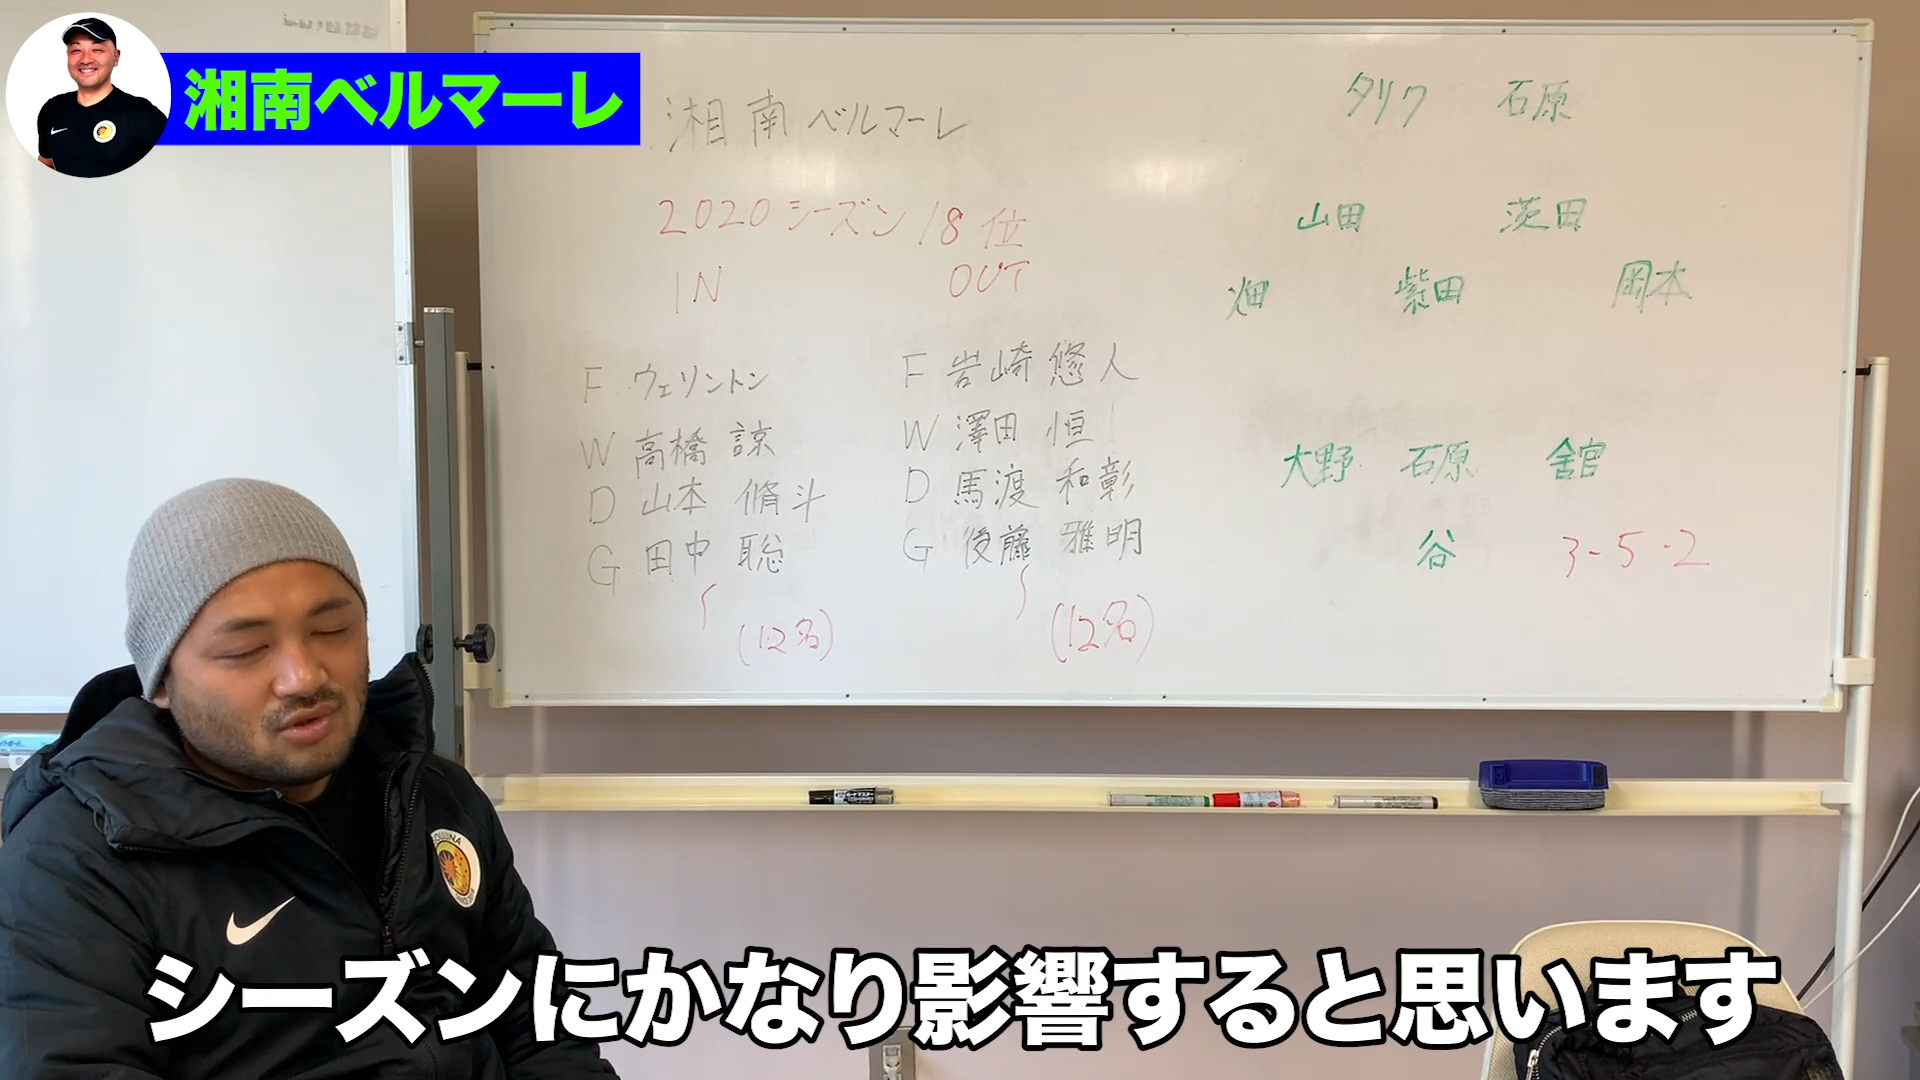 湘南ベルマーレ
湘南ベルマーレ
2020シーズン18位
IN OUT
F ウェリントン F 岩崎 悠人
W 高橋 諒 W 澤田 恒
D 山本 脩斗 D 馬渡 和彰
G 田中 聡 G 後藤 雅明
(12名) (12名)
タリク 石原
山田 茨田
畑 柴田 岡本
大野 石原 舘
谷 3-5-2
シーズンにかなり影響すると思います